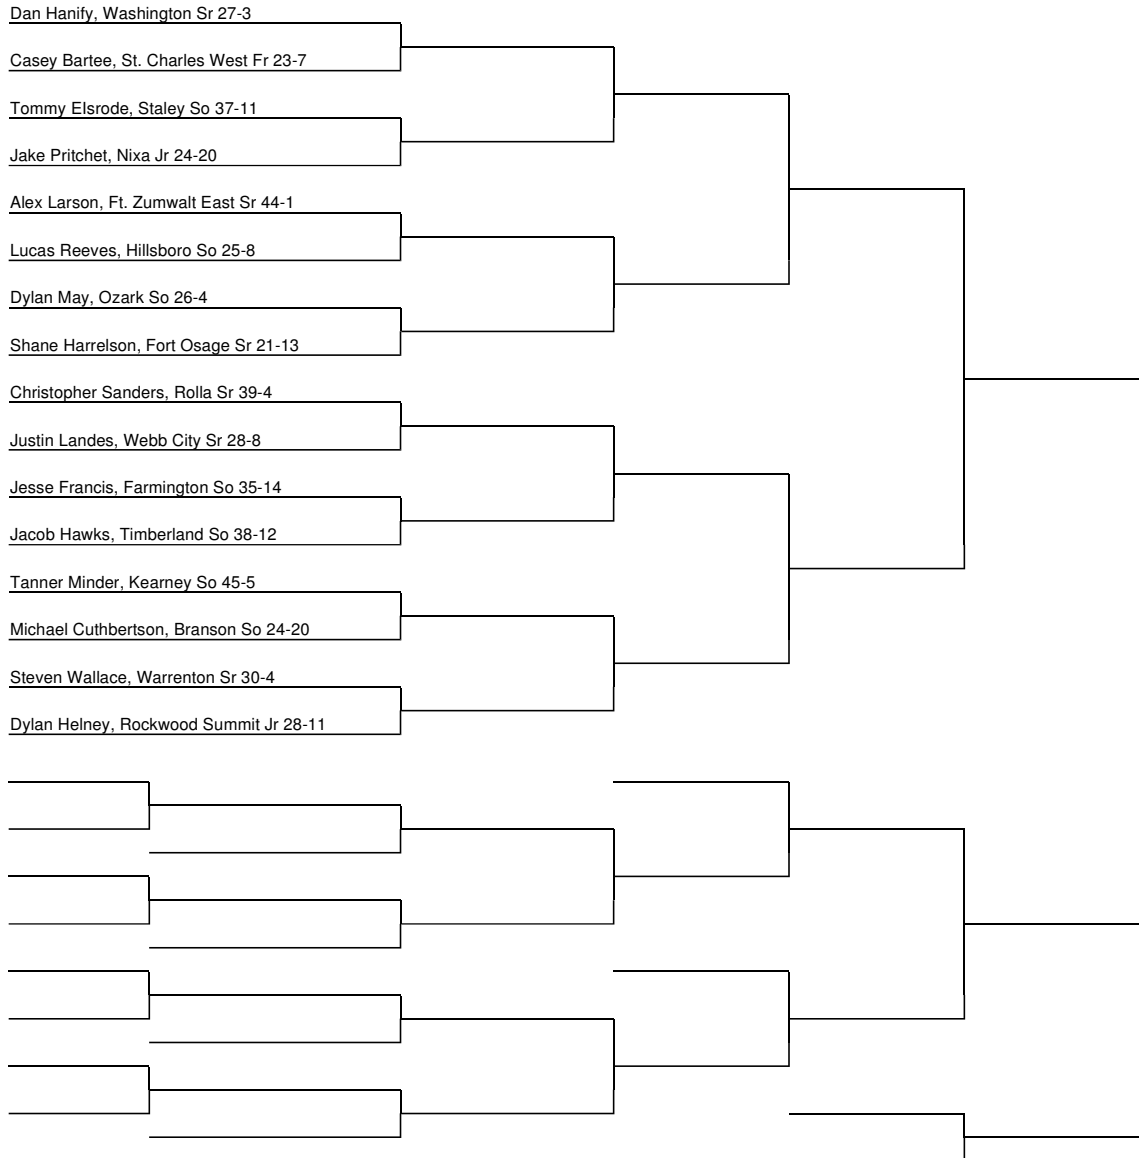 Dan Hanify, Washington Sr 27-3
Casey Bartee, St. Charles West Fr 23-7
Tommy Elsrode, Staley So 37-11
Jake Pritchet, Nixa Jr 24-20
Alex Larson, Ft. Zumwalt East Sr 44-1
Lucas Reeves, Hillsboro So 25-8
Dylan May, Ozark So 26-4
Shane Harrelson, Fort Osage Sr 21-13
Christopher Sanders, Rolla Sr 39-4
Justin Landes, Webb City Sr 28-8
Jesse Francis, Farmington So 35-14
Jacob Hawks, Timberland So 38-12
Tanner Minder, Kearney So 45-5
Michael Cuthbertson, Branson So 24-20
Steven Wallace, Warrenton Sr 30-4
Dylan Helney, Rockwood Summit Jr 28-11